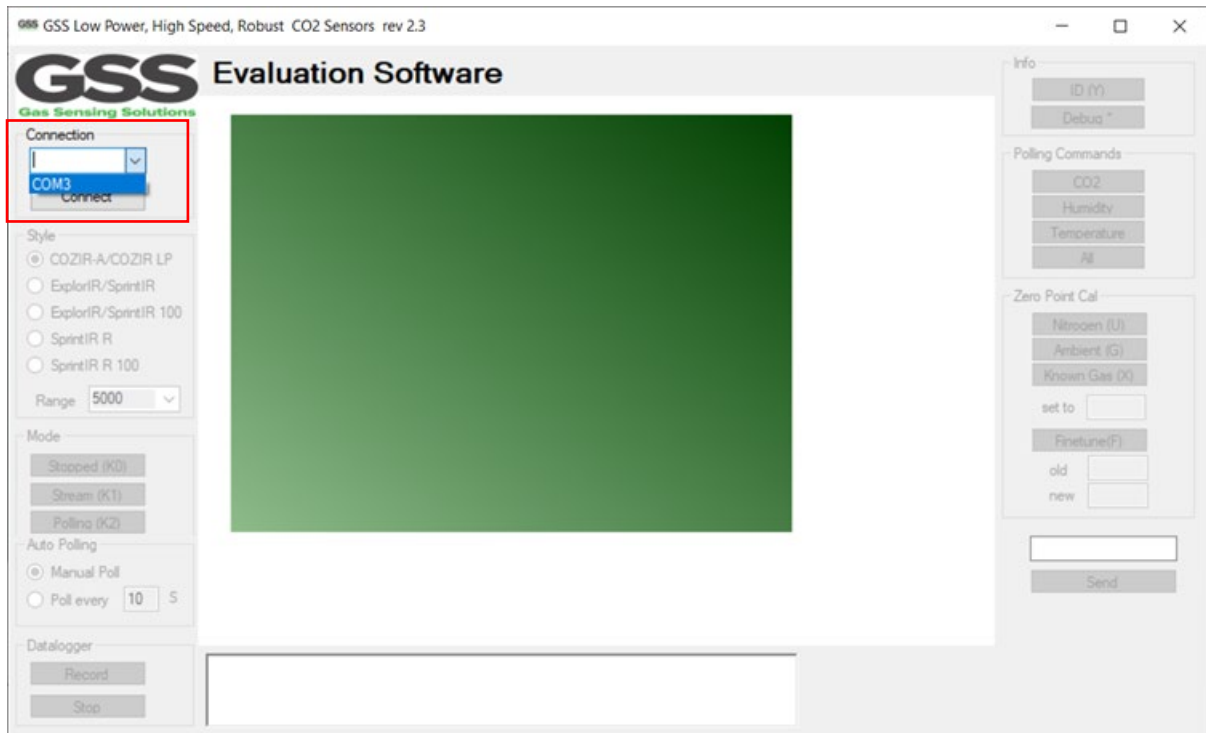 GSS GSS Low Power, High Speed, Robust CO2 Sensors rev 2.3
GSS Evaluation Software
Gas Sensing Solutions
Connection
COM3
Connect
Style
COZIR-A/COZIR LP
ExplorIR/SprintIR
ExplorIR/SprintIR 100
SprintIR R
SprintIR R 100
Range 5000
Mode
Stopped (K0)
Stream (K1)
Polling (K2)
Auto Polling
Manual Poll
Poll every 10 S
Datalogger
Record
Stop
Info
ID (Y)
Debug *
Polling Commands
CO2
Humidity
Temperature
All
Zero Point Cal
Nitrogen (U)
Ambient (G)
Known Gas (X)
set to
Finetune(F)
old
new
Send